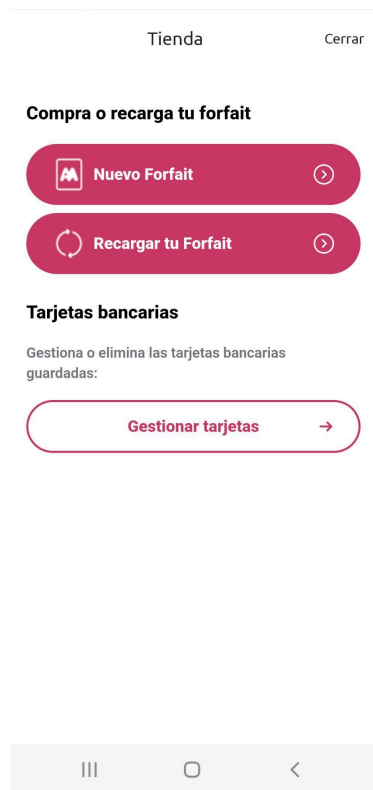 Tienda
Cerrar
Compra o recarga tu forfait
Nuevo Forfait
Recargar tu Forfait
Tarjetas bancarias
Gestiona o elimina las tarjetas bancarias
guardadas:
Gestionar tarjetas